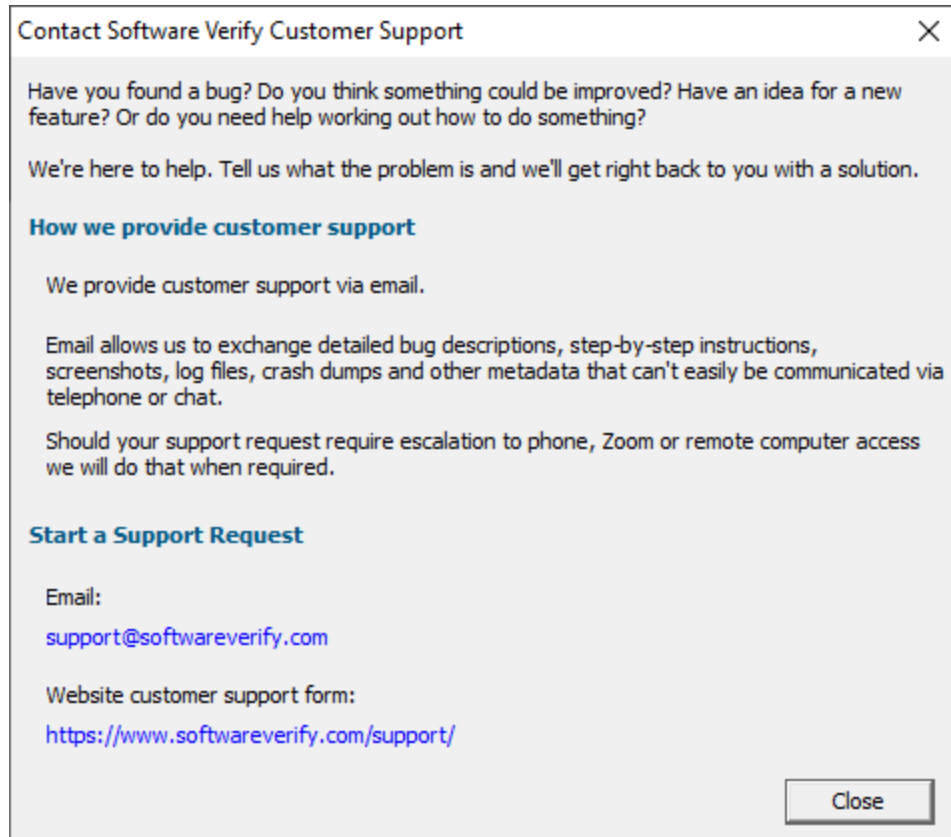 Contact Software Verify Customer Support
Have you found a bug? Do you think something could be improved? Have an idea for a new
feature? Or do you need help working out how to do something?
We're here to help. Tell us what the problem is and we'll get right back to you with a solution.
How we provide customer support
We provide customer support via email.
Email allows us to exchange detailed bug descriptions, step-by-step instructions,
screenshots, log files, crash dumps and other metadata that can't easily be communicated via
telephone or chat.
Should your support request require escalation to phone, Zoom or remote computer access
we will do that when required.
Start a Support Request
Email:
support@softwareverify.com
Website customer support form:
https://www.softwareverify.com/support/
Close